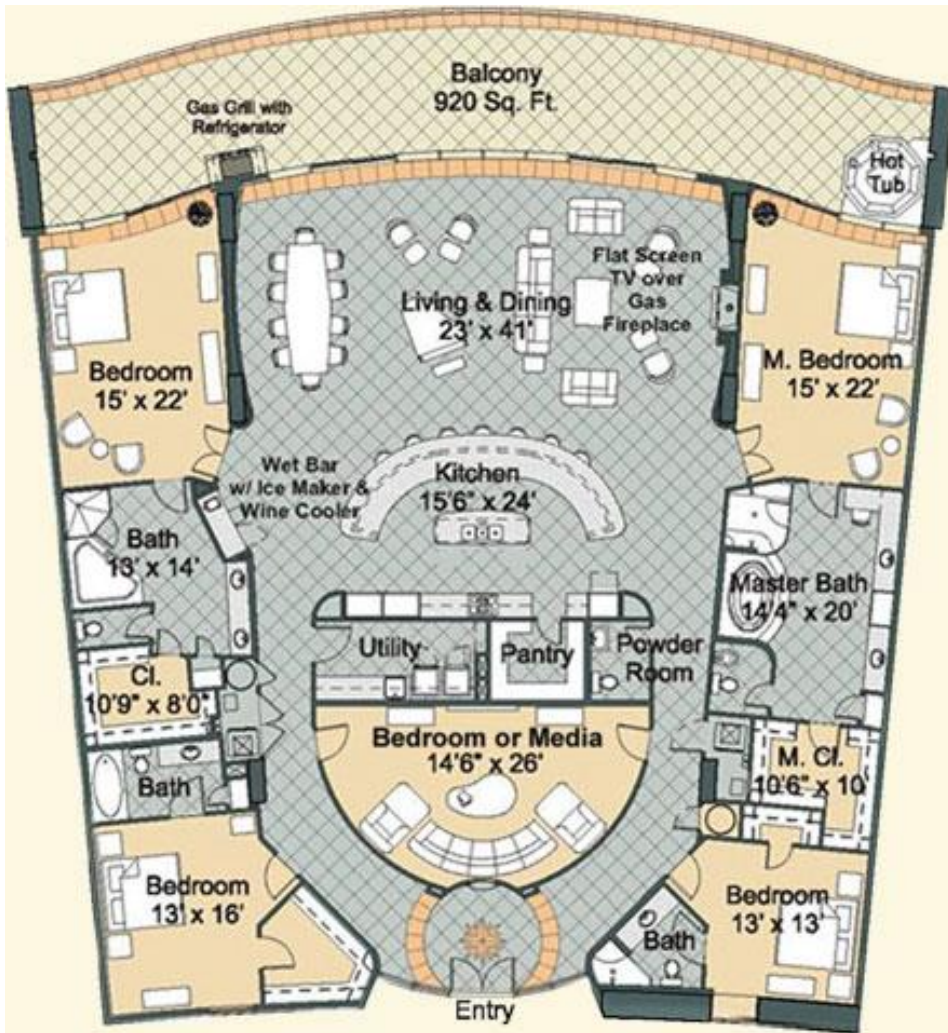 Balcony
920 Sq. Ft.
Gas Grill with
Refrigerator
Hot
Tub
Flat Screen
TV over
Gas
Fireplace
Living & Dining
23' x 41'
Bedroom
15' x 22'
M. Bedroom
15' x 22'
Wet Bar
w/ Ice Maker &
Wine Cooler
Kitchen
15'6" x 24'
Bath
13' x 14'
Master Bath
14'4" x 20'
Utility
Pantry
Powder
Room
Cl.
10'9" x 8'0"
Bedroom or Media
14'6" x 26'
M. Cl.
10'6" x 10'
Bath
Bedroom
13' x 16'
Bedroom
13' x 13'
Bath
Entry